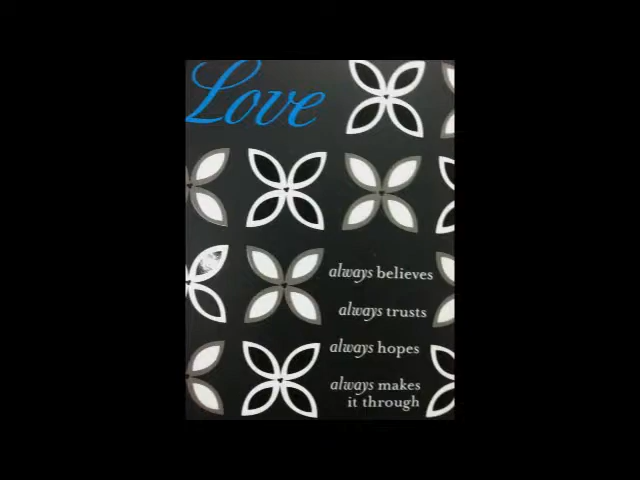 Love
always believes
always trusts
always hopes
always makes
it through